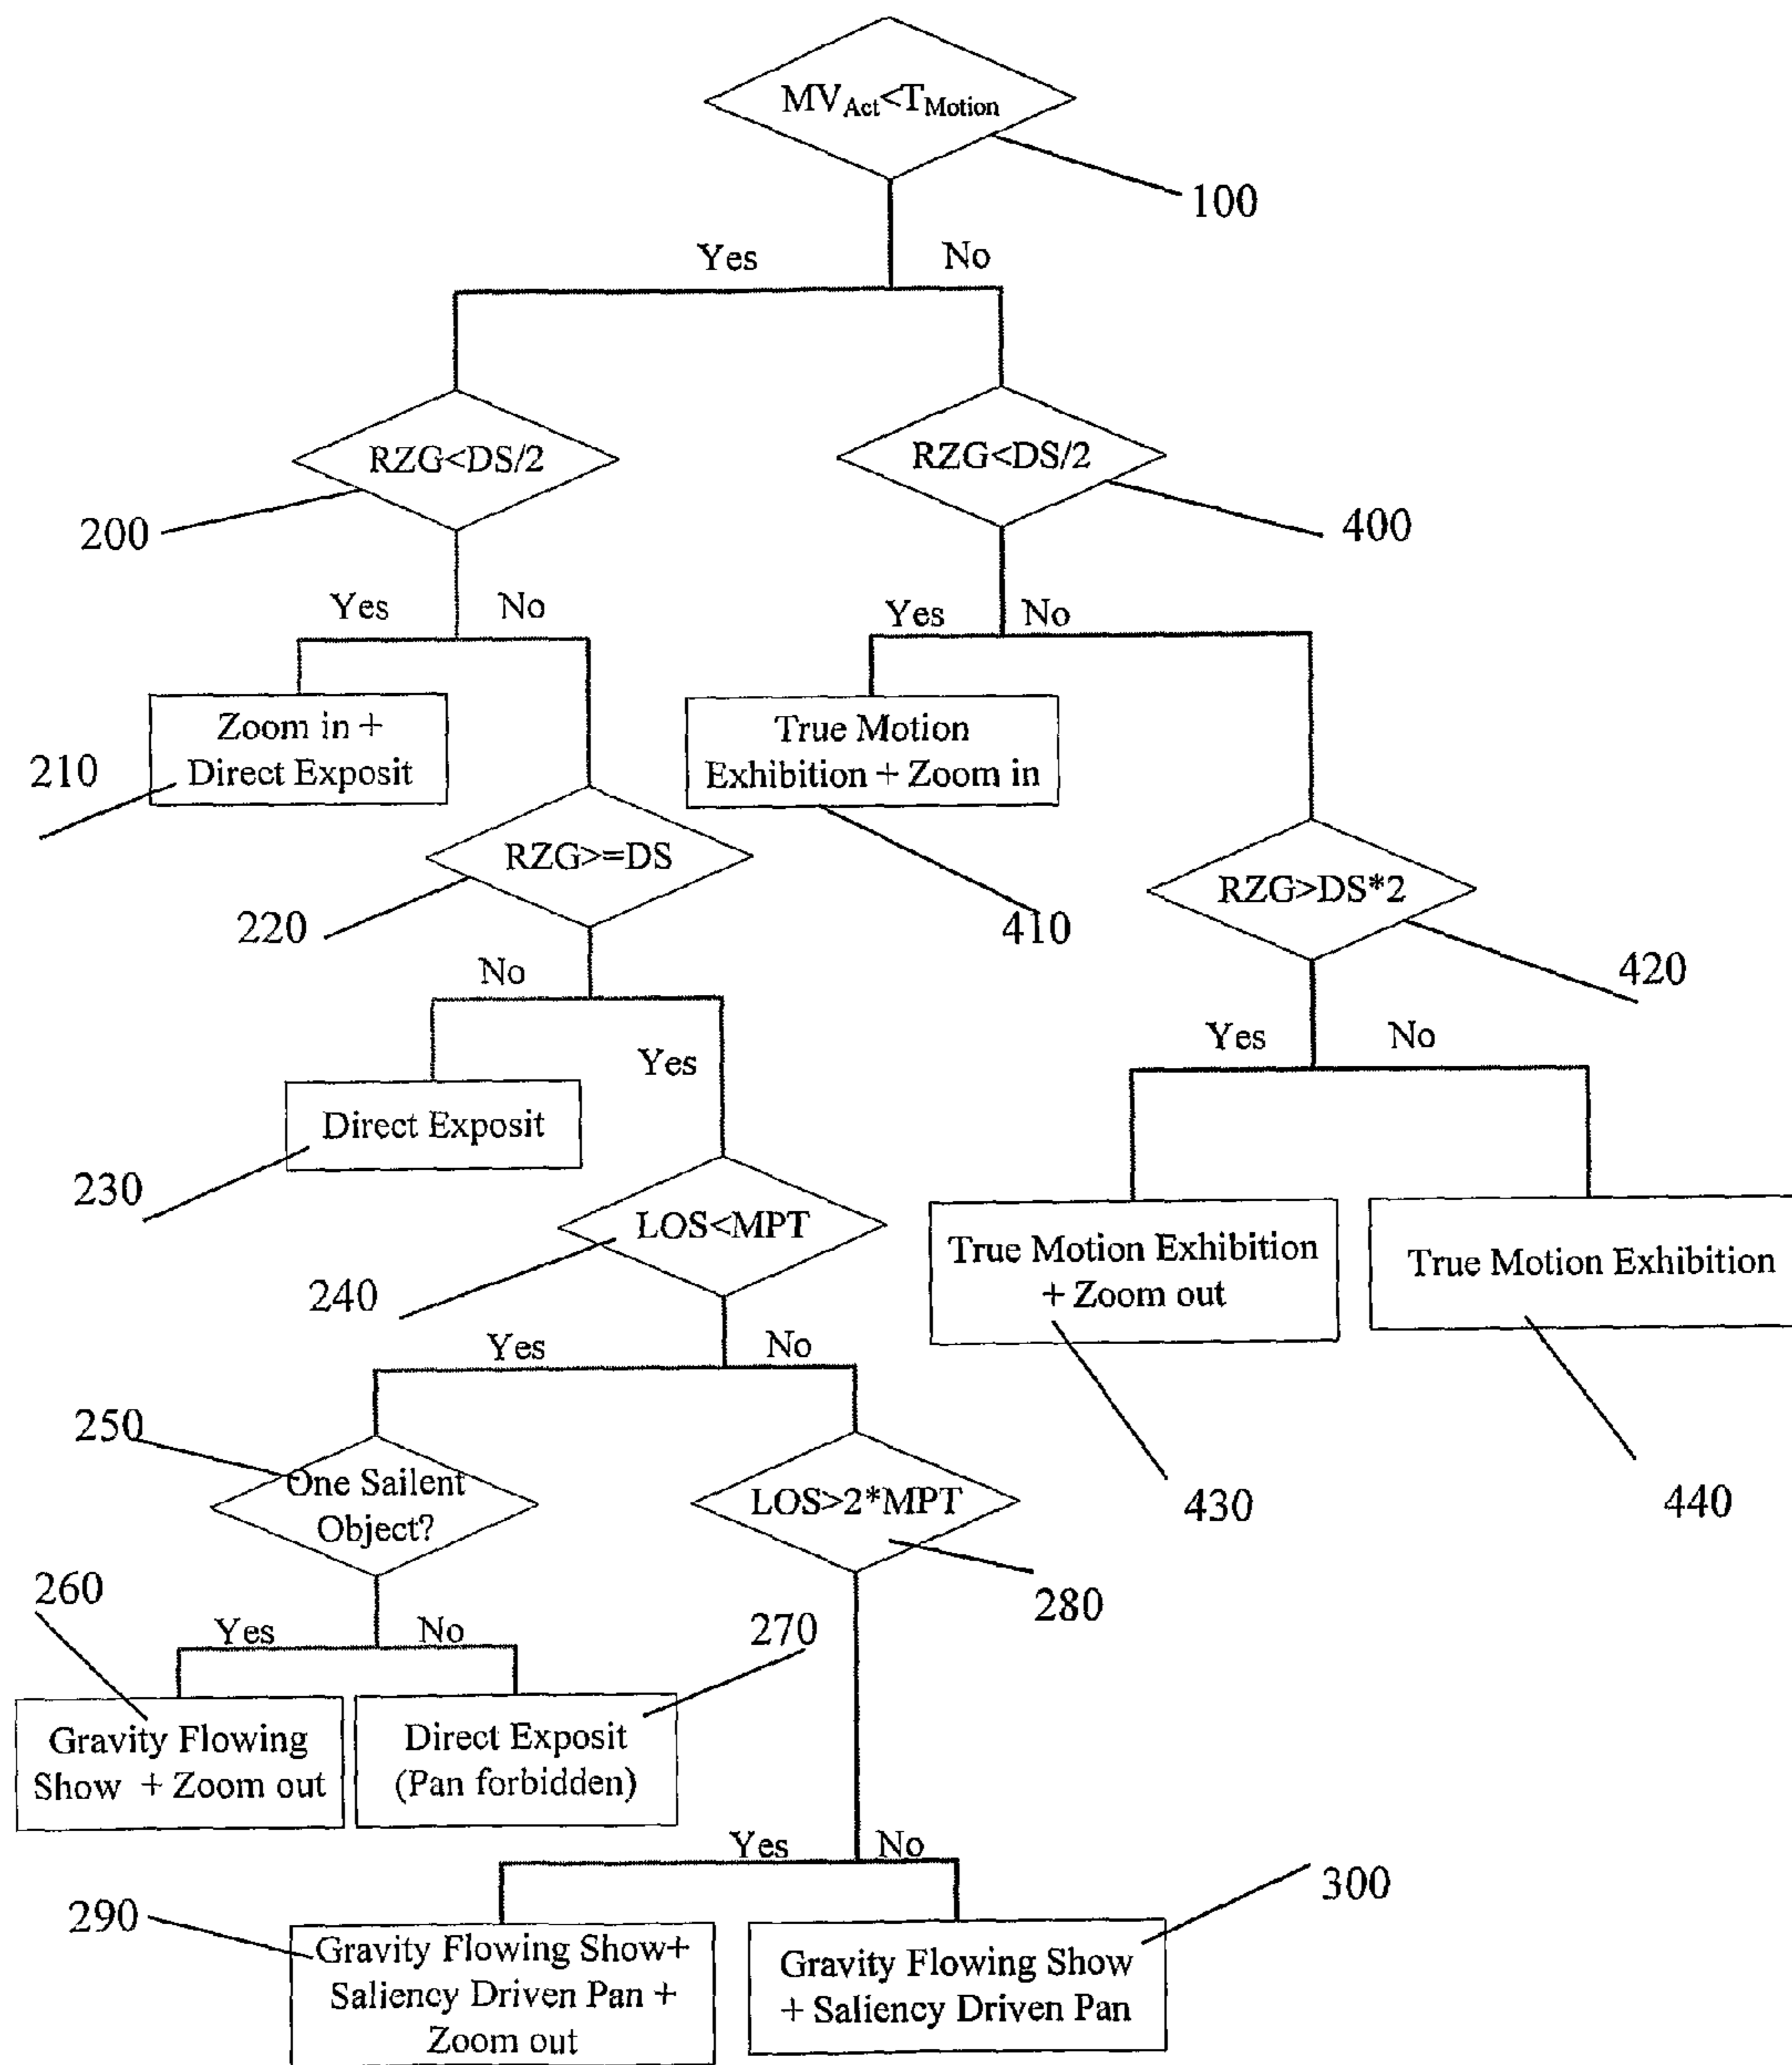 MVAct<TMotion
100
Yes No
RZG<DS/2
200
RZG<DS/2
400
Yes No
Yes No
Zoom in +
Direct Exposit
210
True Motion
Exhibition + Zoom in
410
RZG>=DS
220
RZG>DS*2
420
No
Yes
Yes No
Direct Exposit
230
True Motion Exhibition
+ Zoom out
430
True Motion Exhibition
440
LOS<MPT
240
Yes No
250
One Sailent
Object?
LOS>2*MPT
280
260
Yes No
270
Gravity Flowing
Show + Zoom out
Direct Exposit
(Pan forbidden)
Yes No
290
Gravity Flowing Show+
Saliency Driven Pan +
Zoom out
300
Gravity Flowing Show
+ Saliency Driven Pan